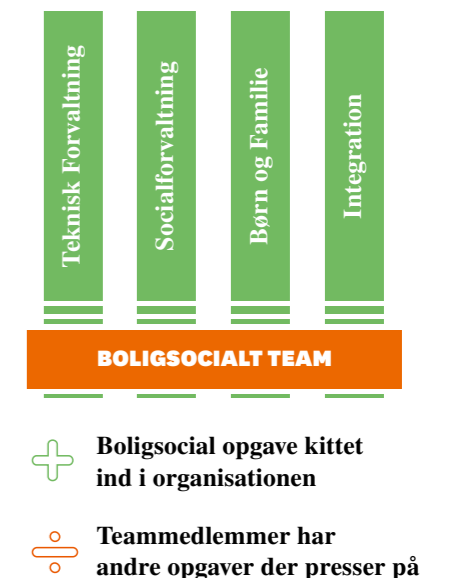 Teknisk Forvaltning
Socialforvaltning
Børn og Familie
Integration
BOLIGSOCIALT TEAM
Boligsocial opgave kittet
ind i organisationen
Teammedlemmer har
andre opgaver der presser på